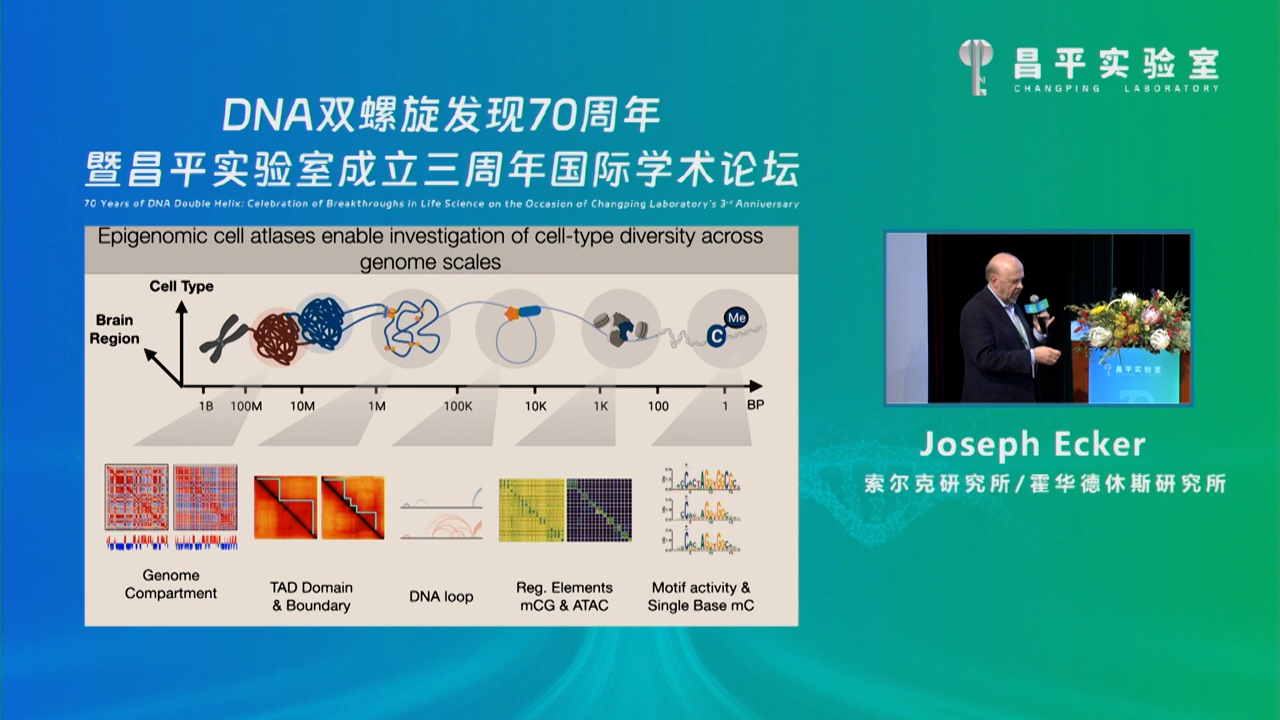 昌平实验室
CHANGPING LABORATORY
DNA双螺旋发现70周年
暨昌平实验室成立三周年国际学术论坛
70 Years of DNA Double Helix: Celebration of Breakthroughs in Life Science on the Occasion of Changping Laboratory's 3rd Anniversary
Epigenomic cell atlases enable investigation of cell-type diversity across
genome scales
Cell Type
Brain
Region
Me
C
1B 100M 10M 1M 100K 10K 1K 100 1 BP
Genome
Compartment
TAD Domain
& Boundary
DNA loop
Reg. Elements
mCG & ATAC
Motif activity &
Single Base mC
昌平实验室
Joseph Ecker
索尔克研究所/霍华德休斯研究所